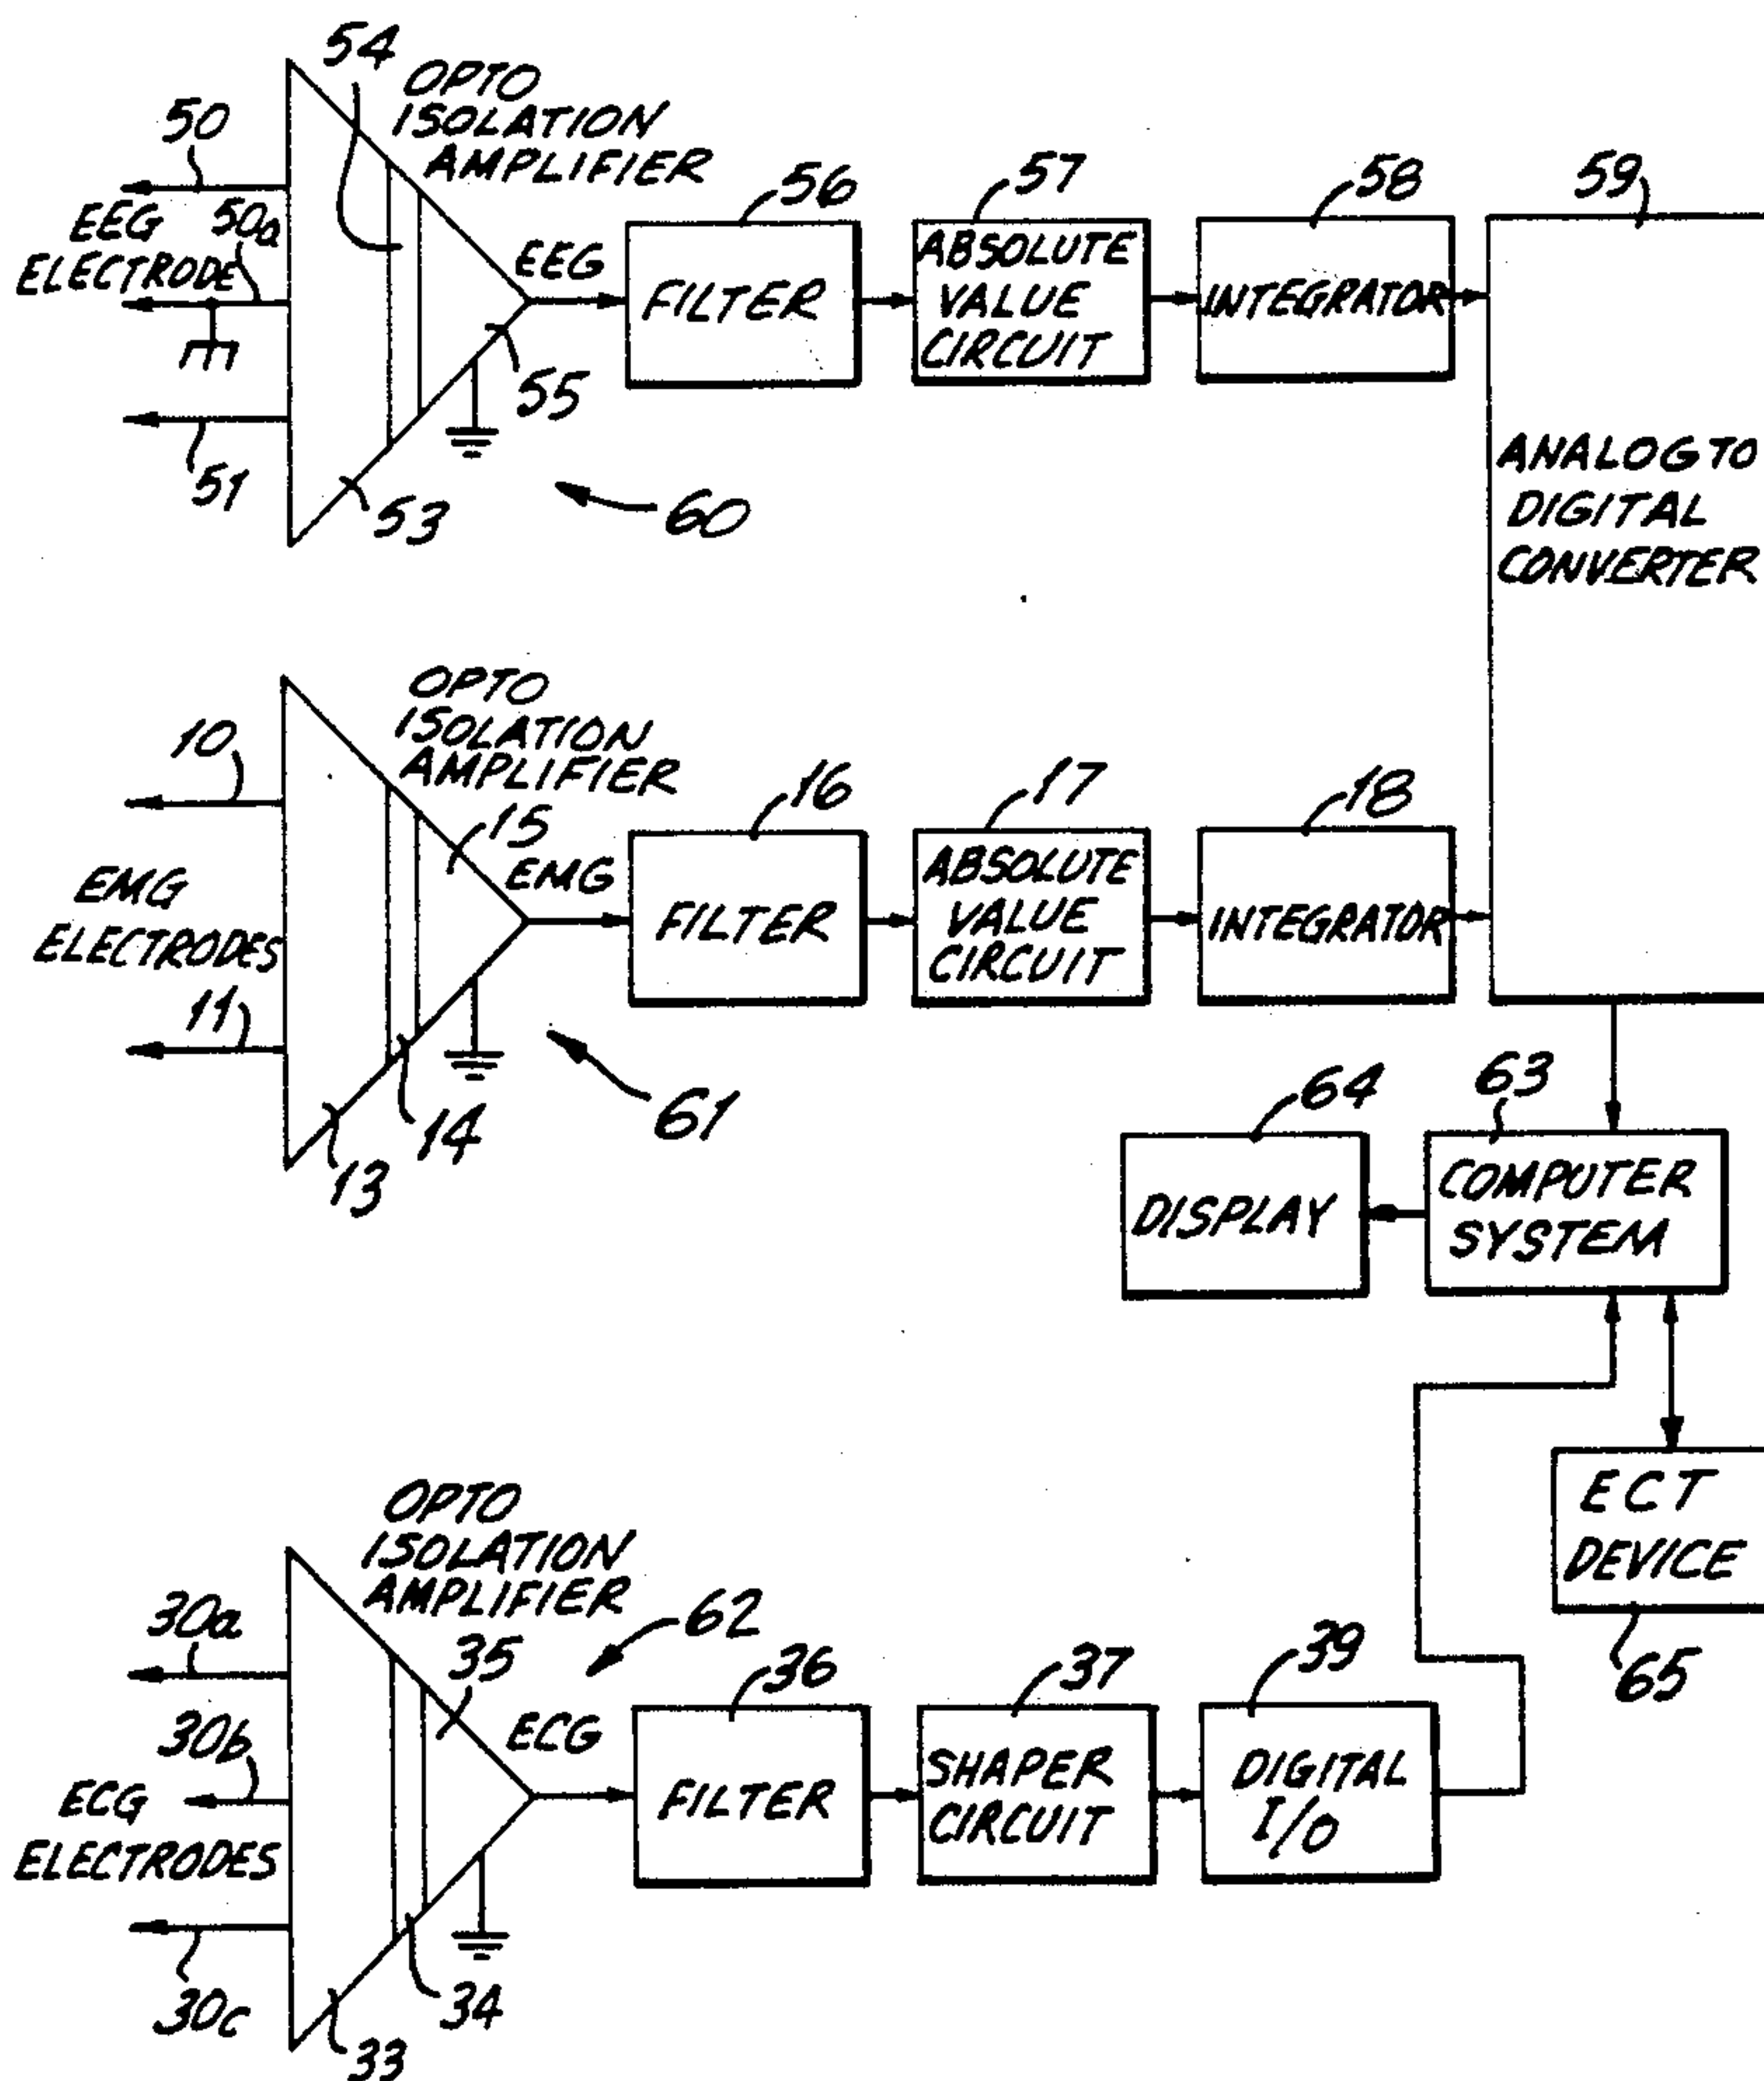 54
OPTO
ISOLATION
AMPLIFIER
50
EEG
50a
ELECTRODE
51
53
55
60
EEG
56
FILTER
57
ABSOLUTE
VALUE
CIRCUIT
58
INTEGRATOR
59
ANALOG TO
DIGITAL
CONVERTER
OPTO
ISOLATION
AMPLIFIER
10
EMG
ELECTRODES
11
13
14
15
61
EMG
16
FILTER
17
ABSOLUTE
VALUE
CIRCUIT
18
INTEGRATOR
64
DISPLAY
63
COMPUTER
SYSTEM
ECT
DEVICE
65
OPTO
ISOLATION
AMPLIFIER
30a
30b
ECG
ELECTRODES
30c
33
34
35
62
ECG
36
FILTER
37
SHAPER
CIRCUIT
39
DIGITAL
I/O